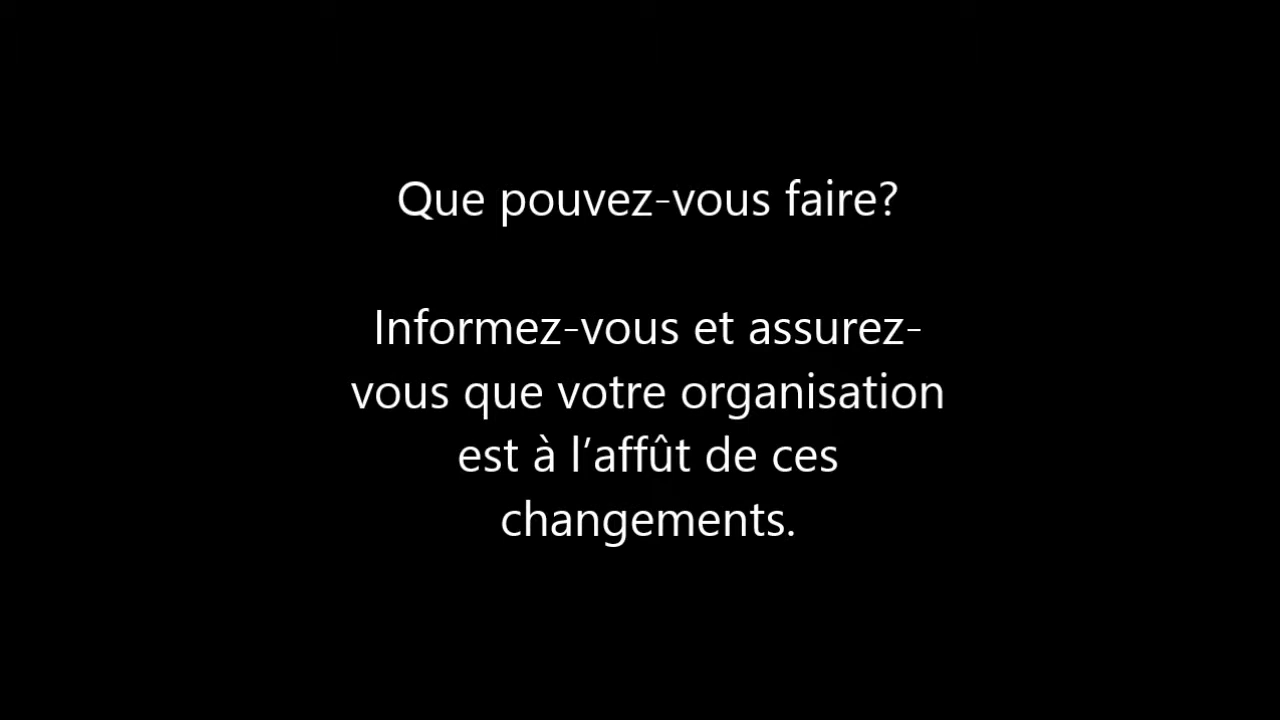 Que pouvez-vous faire?
Informez-vous et assurez-
vous que votre organisation
est à l’affût de ces
changements.